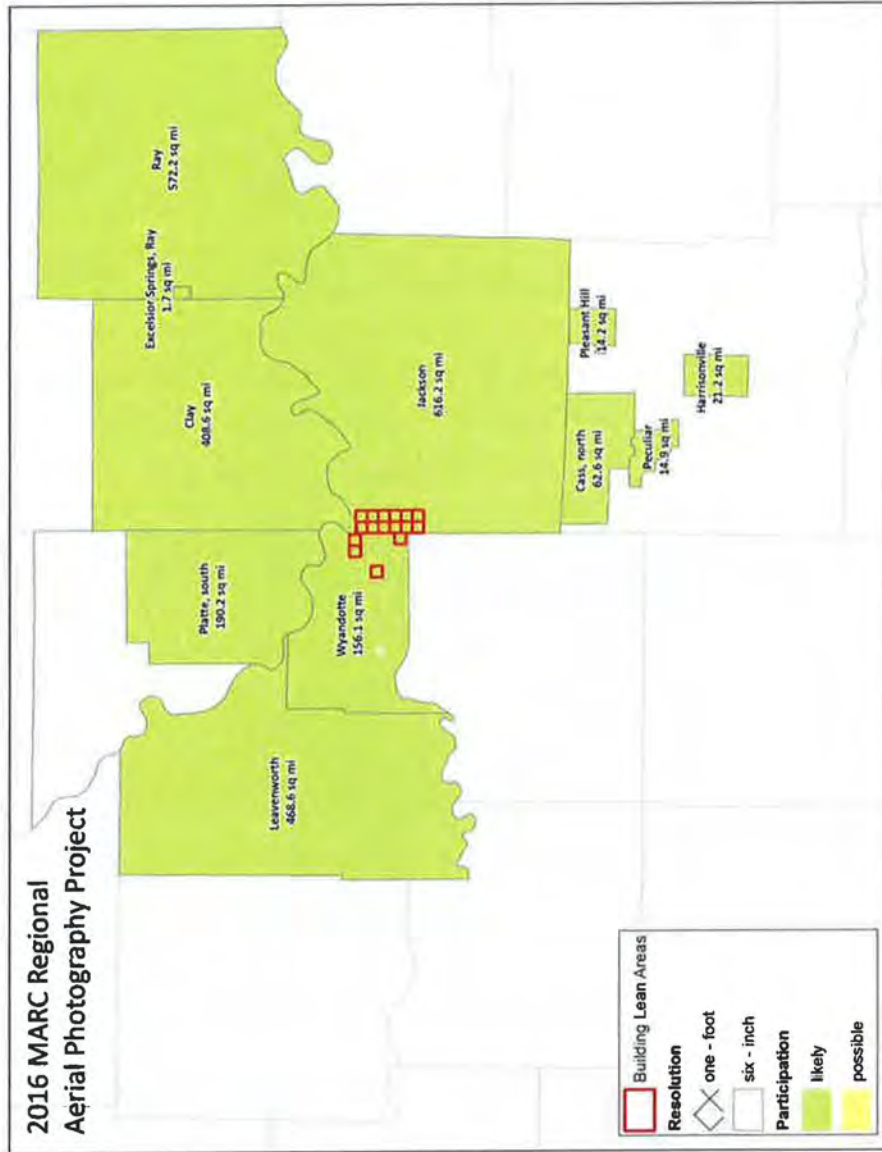 2016 MARC Regional
Aerial Photography Project
Ray
572.2 sq mi
Excelsior Springs, Ray
1.7 sq mi
Clay
408.6 sq mi
Platte, south
190.2 sq mi
Leavenworth
468.6 sq mi
Wyandotte
156.1 sq mi
Jackson
616.2 sq mi
Pleasant Hill
14.2 sq mi
Cass, north
62.6 sq mi
Peculiar
14.9 sq mi
Harrisonville
21.2 sq mi
Building Lean Areas
Resolution
one - foot
six - inch
Participation
likely
possible